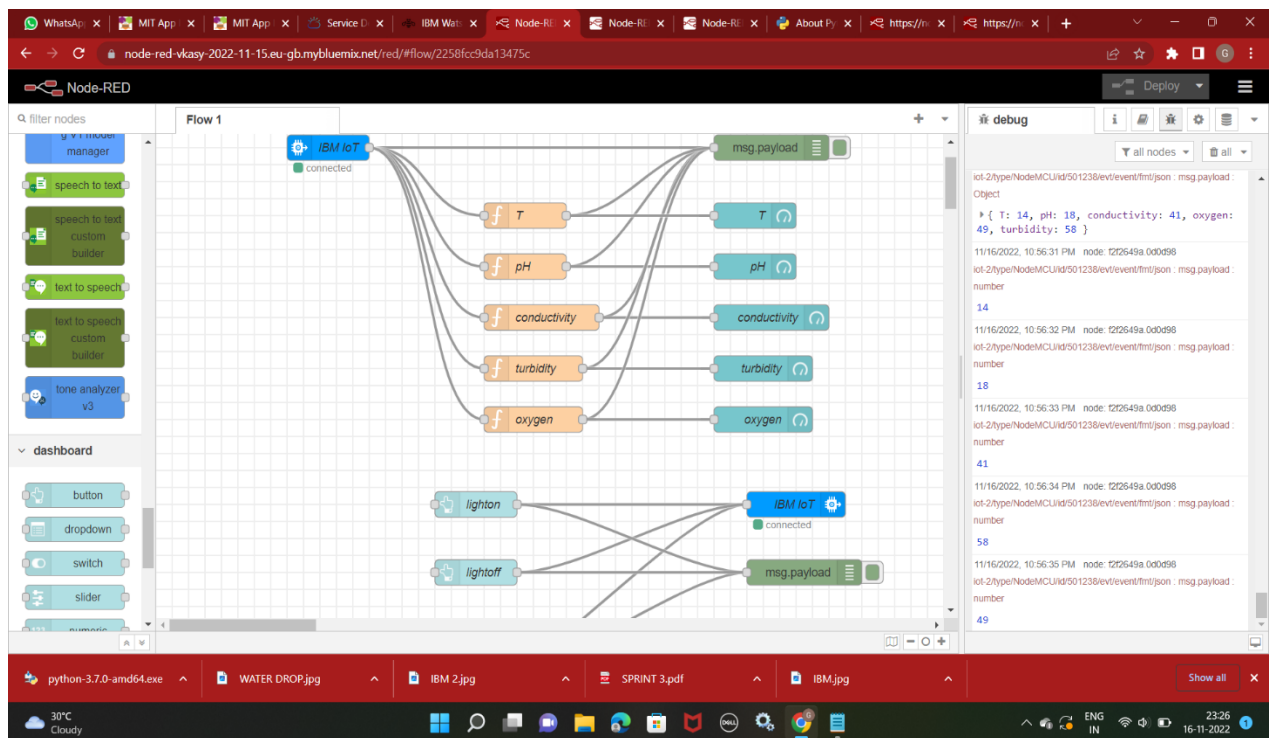 WhatsAp
MIT App
MIT App
Service D
IBM Wats
Node-RE
Node-RE
Node-RE
About Py
https://n
https://n
node-red-vkasy-2022-11-15.eu-gb.mybluemix.net/red/#flow/2258fcc9da13475c
G
Node-RED
Deploy
filter nodes
manager
speech to text
speech to text
custom
builder
text to speech
text to speech
custom
builder
tone analyzer
v3
dashboard
button
dropdown
switch
slider
Flow 1
IBM IoT
connected
msg.payload
T
T
pH
pH
conductivity
conductivity
turbidity
turbidity
oxygen
oxygen
lighton
IBM IoT
connected
lightoff
msg.payload
debug
all nodes
all
iot-2/type/NodeMCU/id/501238/evt/event/fmt/json : msg.payload :
Object
{ T: 14, pH: 18, conductivity: 41, oxygen:
49, turbidity: 58 }
11/16/2022, 10:56:31 PM node: f2f2649a.0d0d98
iot-2/type/NodeMCU/id/501238/evt/event/fmt/json : msg.payload :
number
14
11/16/2022, 10:56:32 PM node: f2f2649a.0d0d98
iot-2/type/NodeMCU/id/501238/evt/event/fmt/json : msg.payload :
number
18
11/16/2022, 10:56:33 PM node: f2f2649a.0d0d98
iot-2/type/NodeMCU/id/501238/evt/event/fmt/json : msg.payload :
number
41
11/16/2022, 10:56:34 PM node: f2f2649a.0d0d98
iot-2/type/NodeMCU/id/501238/evt/event/fmt/json : msg.payload :
number
58
11/16/2022, 10:56:35 PM node: f2f2649a.0d0d98
iot-2/type/NodeMCU/id/501238/evt/event/fmt/json : msg.payload :
number
49
python-3.7.0-amd64.exe
WATER DROP.jpg
IBM 2.jpg
SPRINT 3.pdf
IBM.jpg
Show all
30°C
Cloudy
ENG
IN
23:26
16-11-2022
1